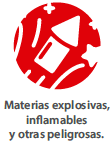 Materias explosivas,
inflamables
y otras peligrosas.